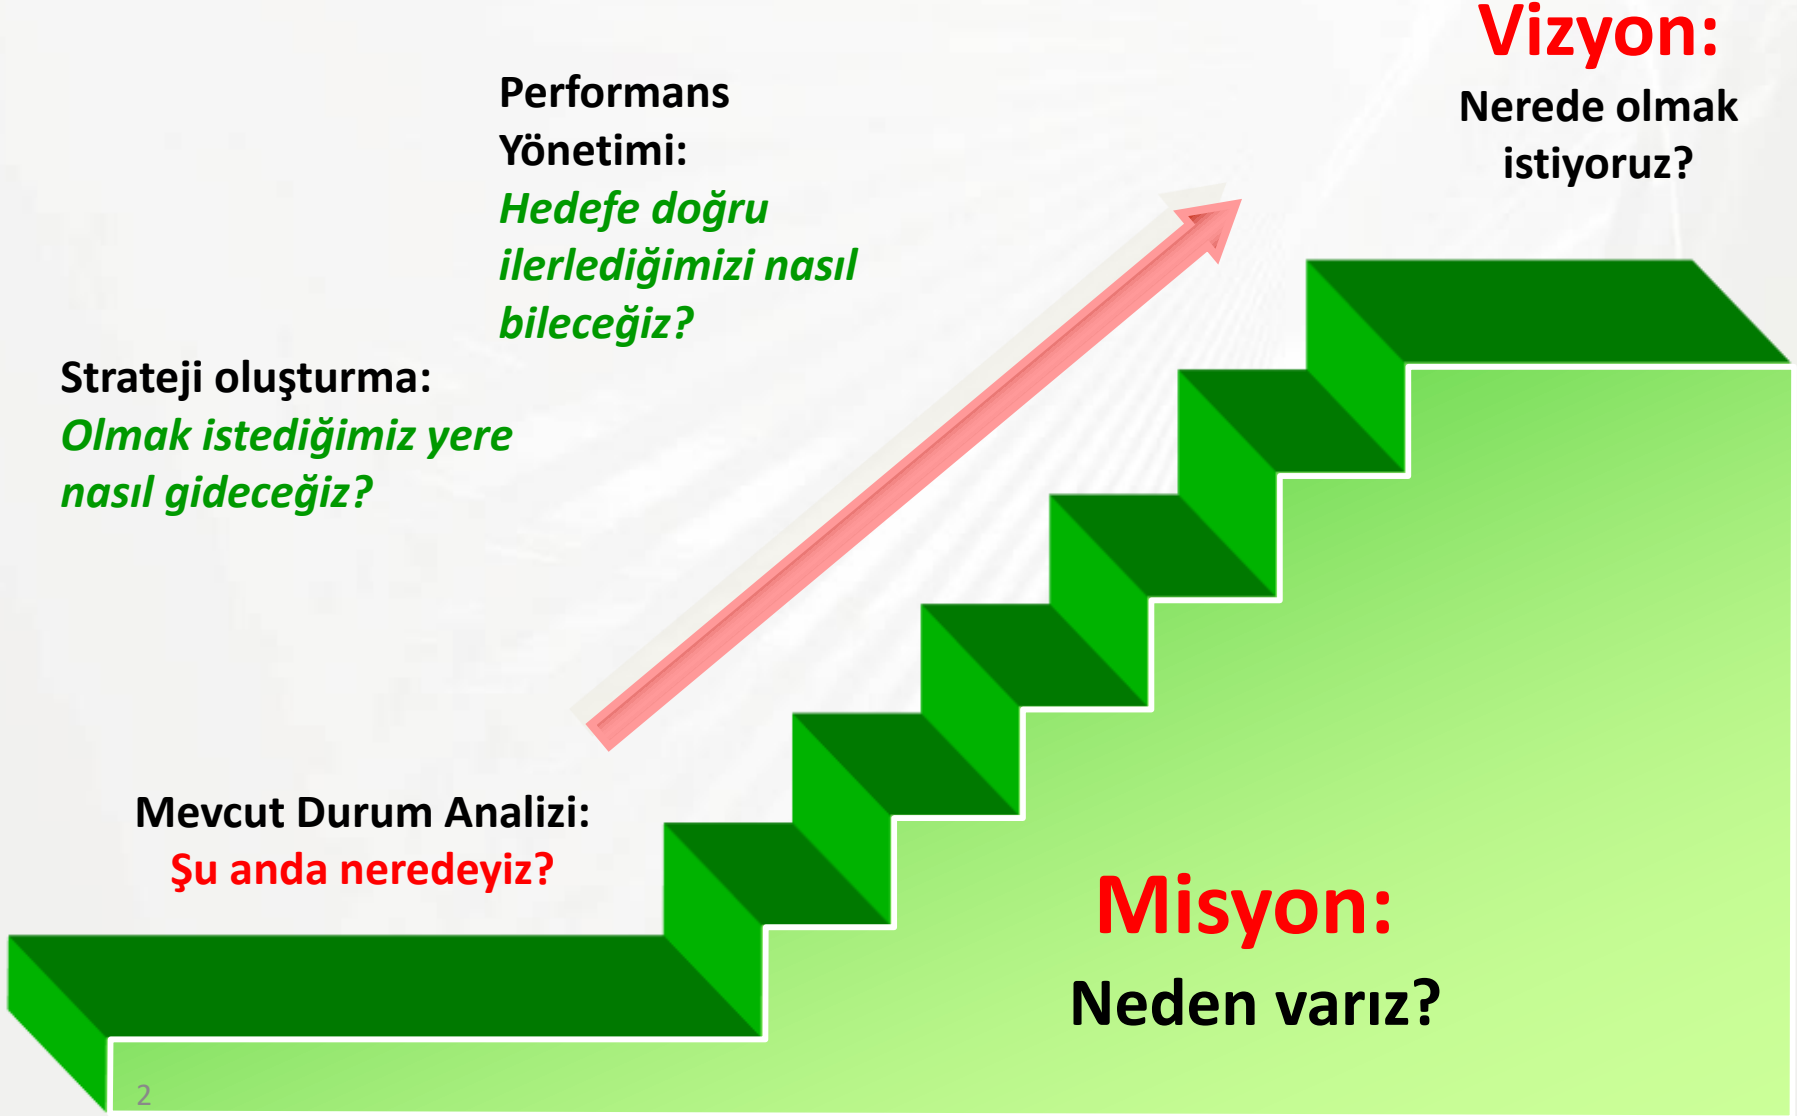 Vizyon:
Nerede olmak
istiyoruz?
Performans
Yönetimi:
Hedefe doğru
ilerlediğimizi nasıl
bileceğiz?
Strateji oluşturma:
Olmak istediğimiz yere
nasıl gideceğiz?
Mevcut Durum Analizi:
Şu anda neredeyiz?
Misyon:
Neden varız?
2